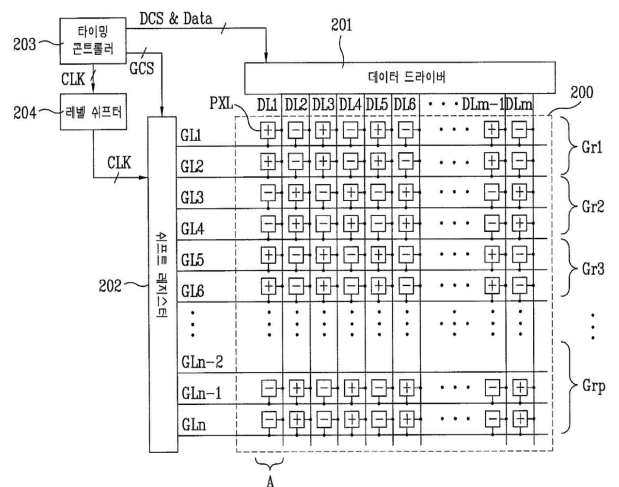 DCS & Data
203
타이밍
콘트롤러
201
데이터 드라이버
CLK
GCS
204
레벨 쉬프터
PXL
DL1 DL2 DL3 DL4 DL5 DL6 ··· DLm-1 DLm
200
CLK
202
쉬프트 레지스터
GL1
+ - + - + - + -
Gr1
GL2
+ - + - + - ··· + -
GL3
- + - + - + ··· - +
Gr2
GL4
- + - + - + ··· - +
GL5
+ - + - + - ··· + -
Gr3
GL6
+ - + - + - ··· + -
GLn-2
GLn-1
- + - + - + ··· - +
Grp
GLn
- + - + - + ··· - +
A